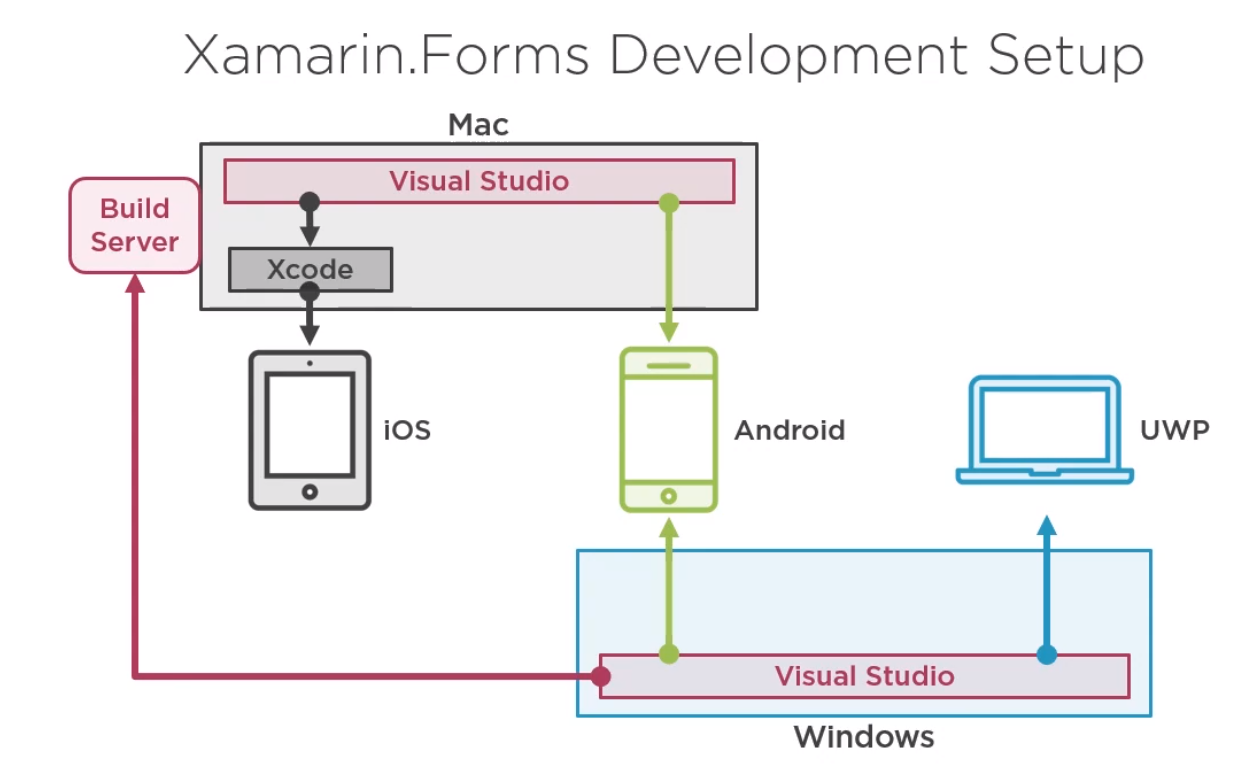 Xamarin.Forms Development Setup
Mac
Visual Studio
Build
Server
Xcode
iOS
Android
UWP
Visual Studio
Windows